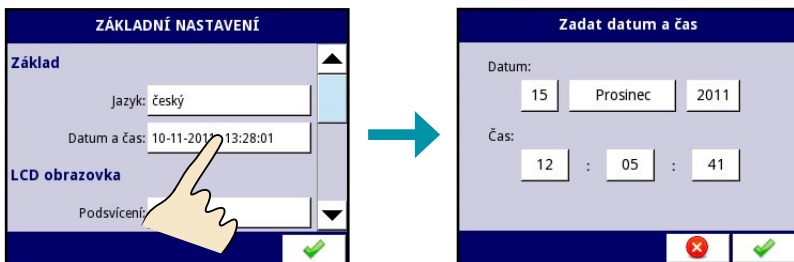 ZÁKLADNÍ NASTAVENÍ
Základ
Jazyk: český
Datum a čas: 10-11-2011 13:28:01
LCD obrazovka
Podsvícení:
Zadat datum a čas
Datum:
15 Prosinec 2011
Čas:
12 : 05 : 41